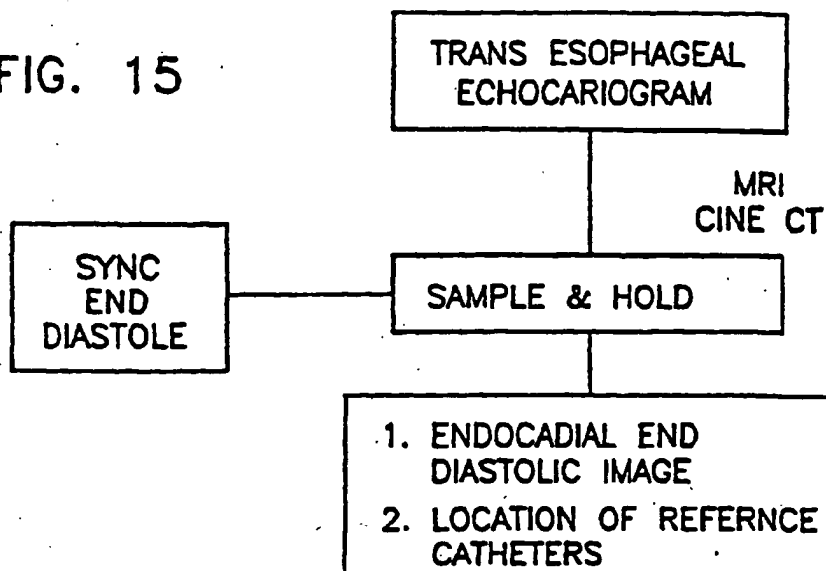 FIG. 15
TRANS ESOPHAGEAL
ECHOCARIOGRAM
MRI
CINE CT
SYNC
END
DIASTOLE
SAMPLE & HOLD
1. ENDOCADIAL END
DIASTOLIC IMAGE
2. LOCATION OF REFERNCE
CATHETERS